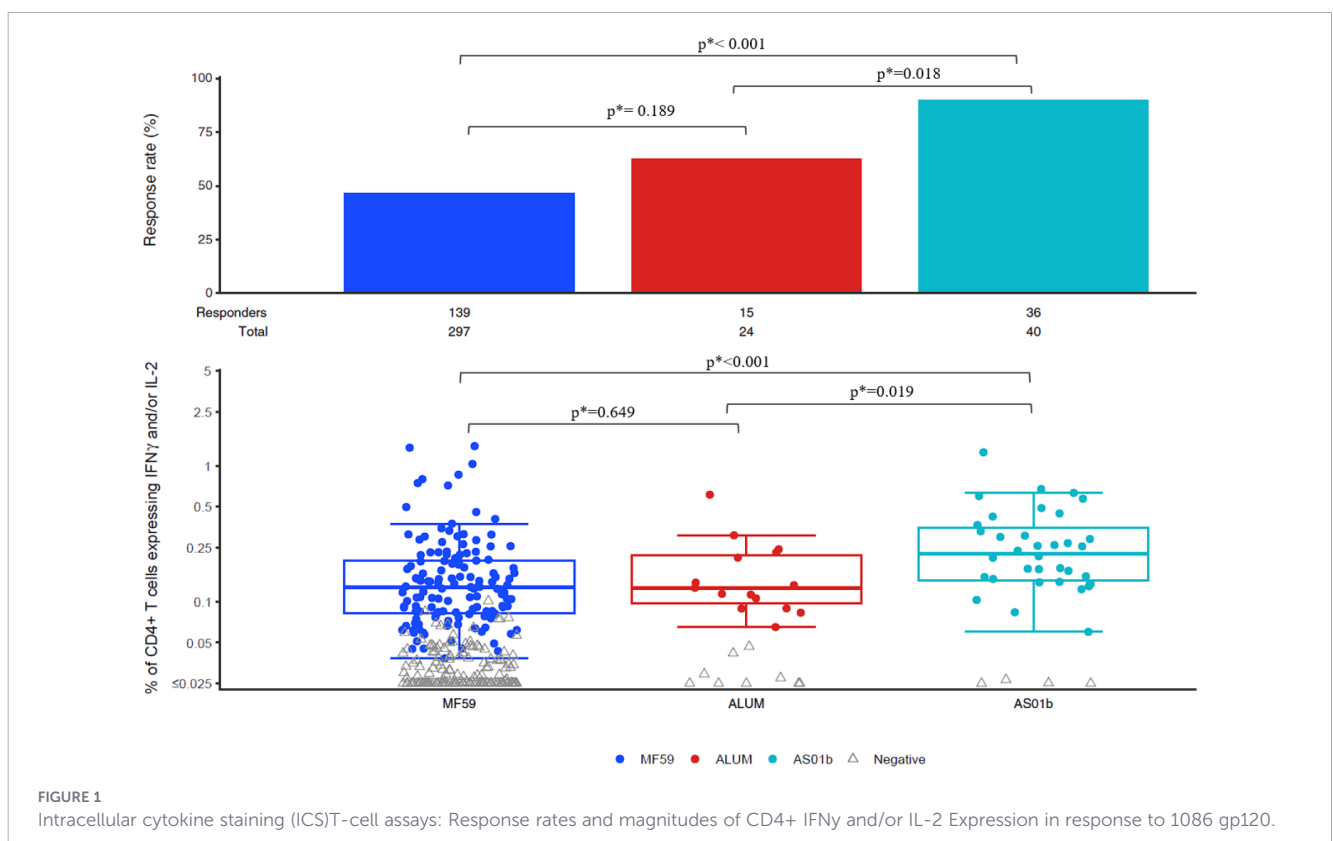 p*< 0.001
p*=0.018
p*= 0.189
Response rate (%)
100
75
50
25
0
Responders 139 15 36
Total 297 24 40
% of CD4+ T cells expressing IFNγ and/or IL-2
p*<0.001
p*=0.019
p*=0.649
5
2.5
1
0.5
0.25
0.1
0.05
≤0.025
MF59 ALUM AS01b
MF59 ALUM AS01b Negative
FIGURE 1
Intracellular cytokine staining (ICS)T-cell assays: Response rates and magnitudes of CD4+ IFNy and/or IL-2 Expression in response to 1086 gp120.